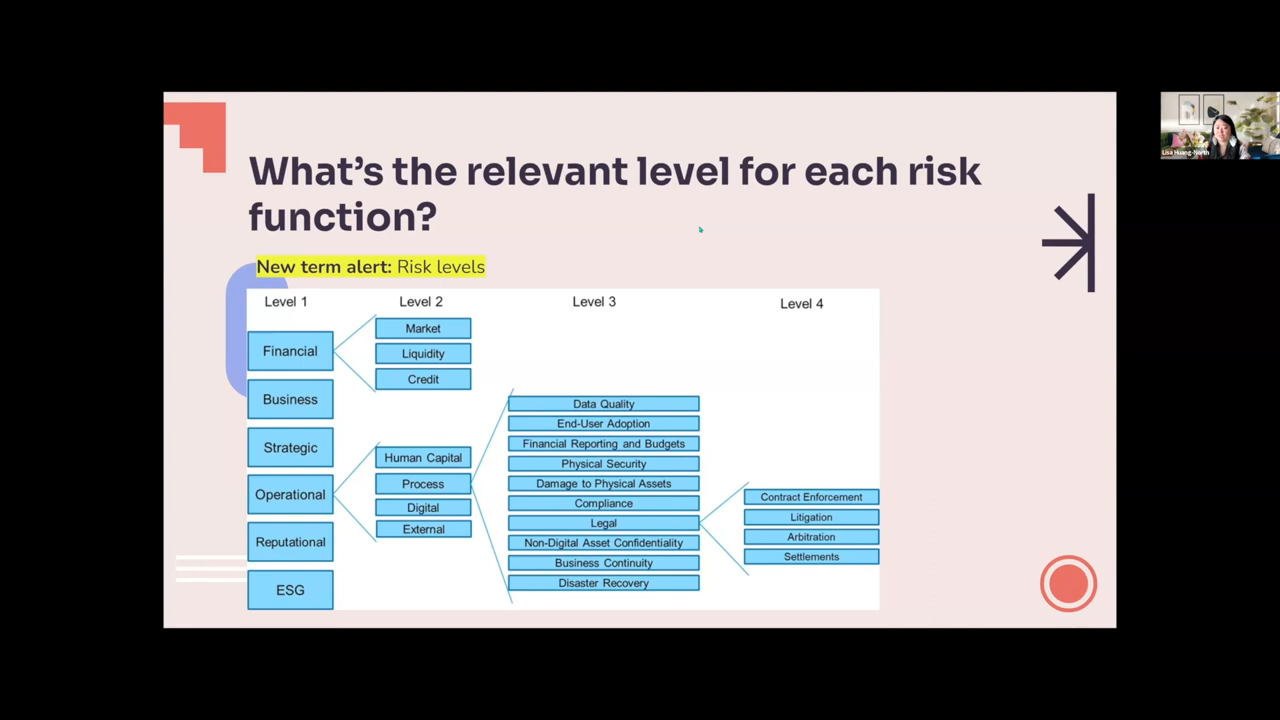 What's the relevant level for each risk
function?
New term alert: Risk levels
Level 1
Level 2
Level 3
Level 4
Financial
Business
Strategic
Operational
Reputational
ESG
Market
Liquidity
Credit
Human Capital
Process
Digital
External
Data Quality
End-User Adoption
Financial Reporting and Budgets
Physical Security
Damage to Physical Assets
Compliance
Legal
Non-Digital Asset Confidentiality
Business Continuity
Disaster Recovery
Contract Enforcement
Litigation
Arbitration
Settlements
Lisa Huang-North